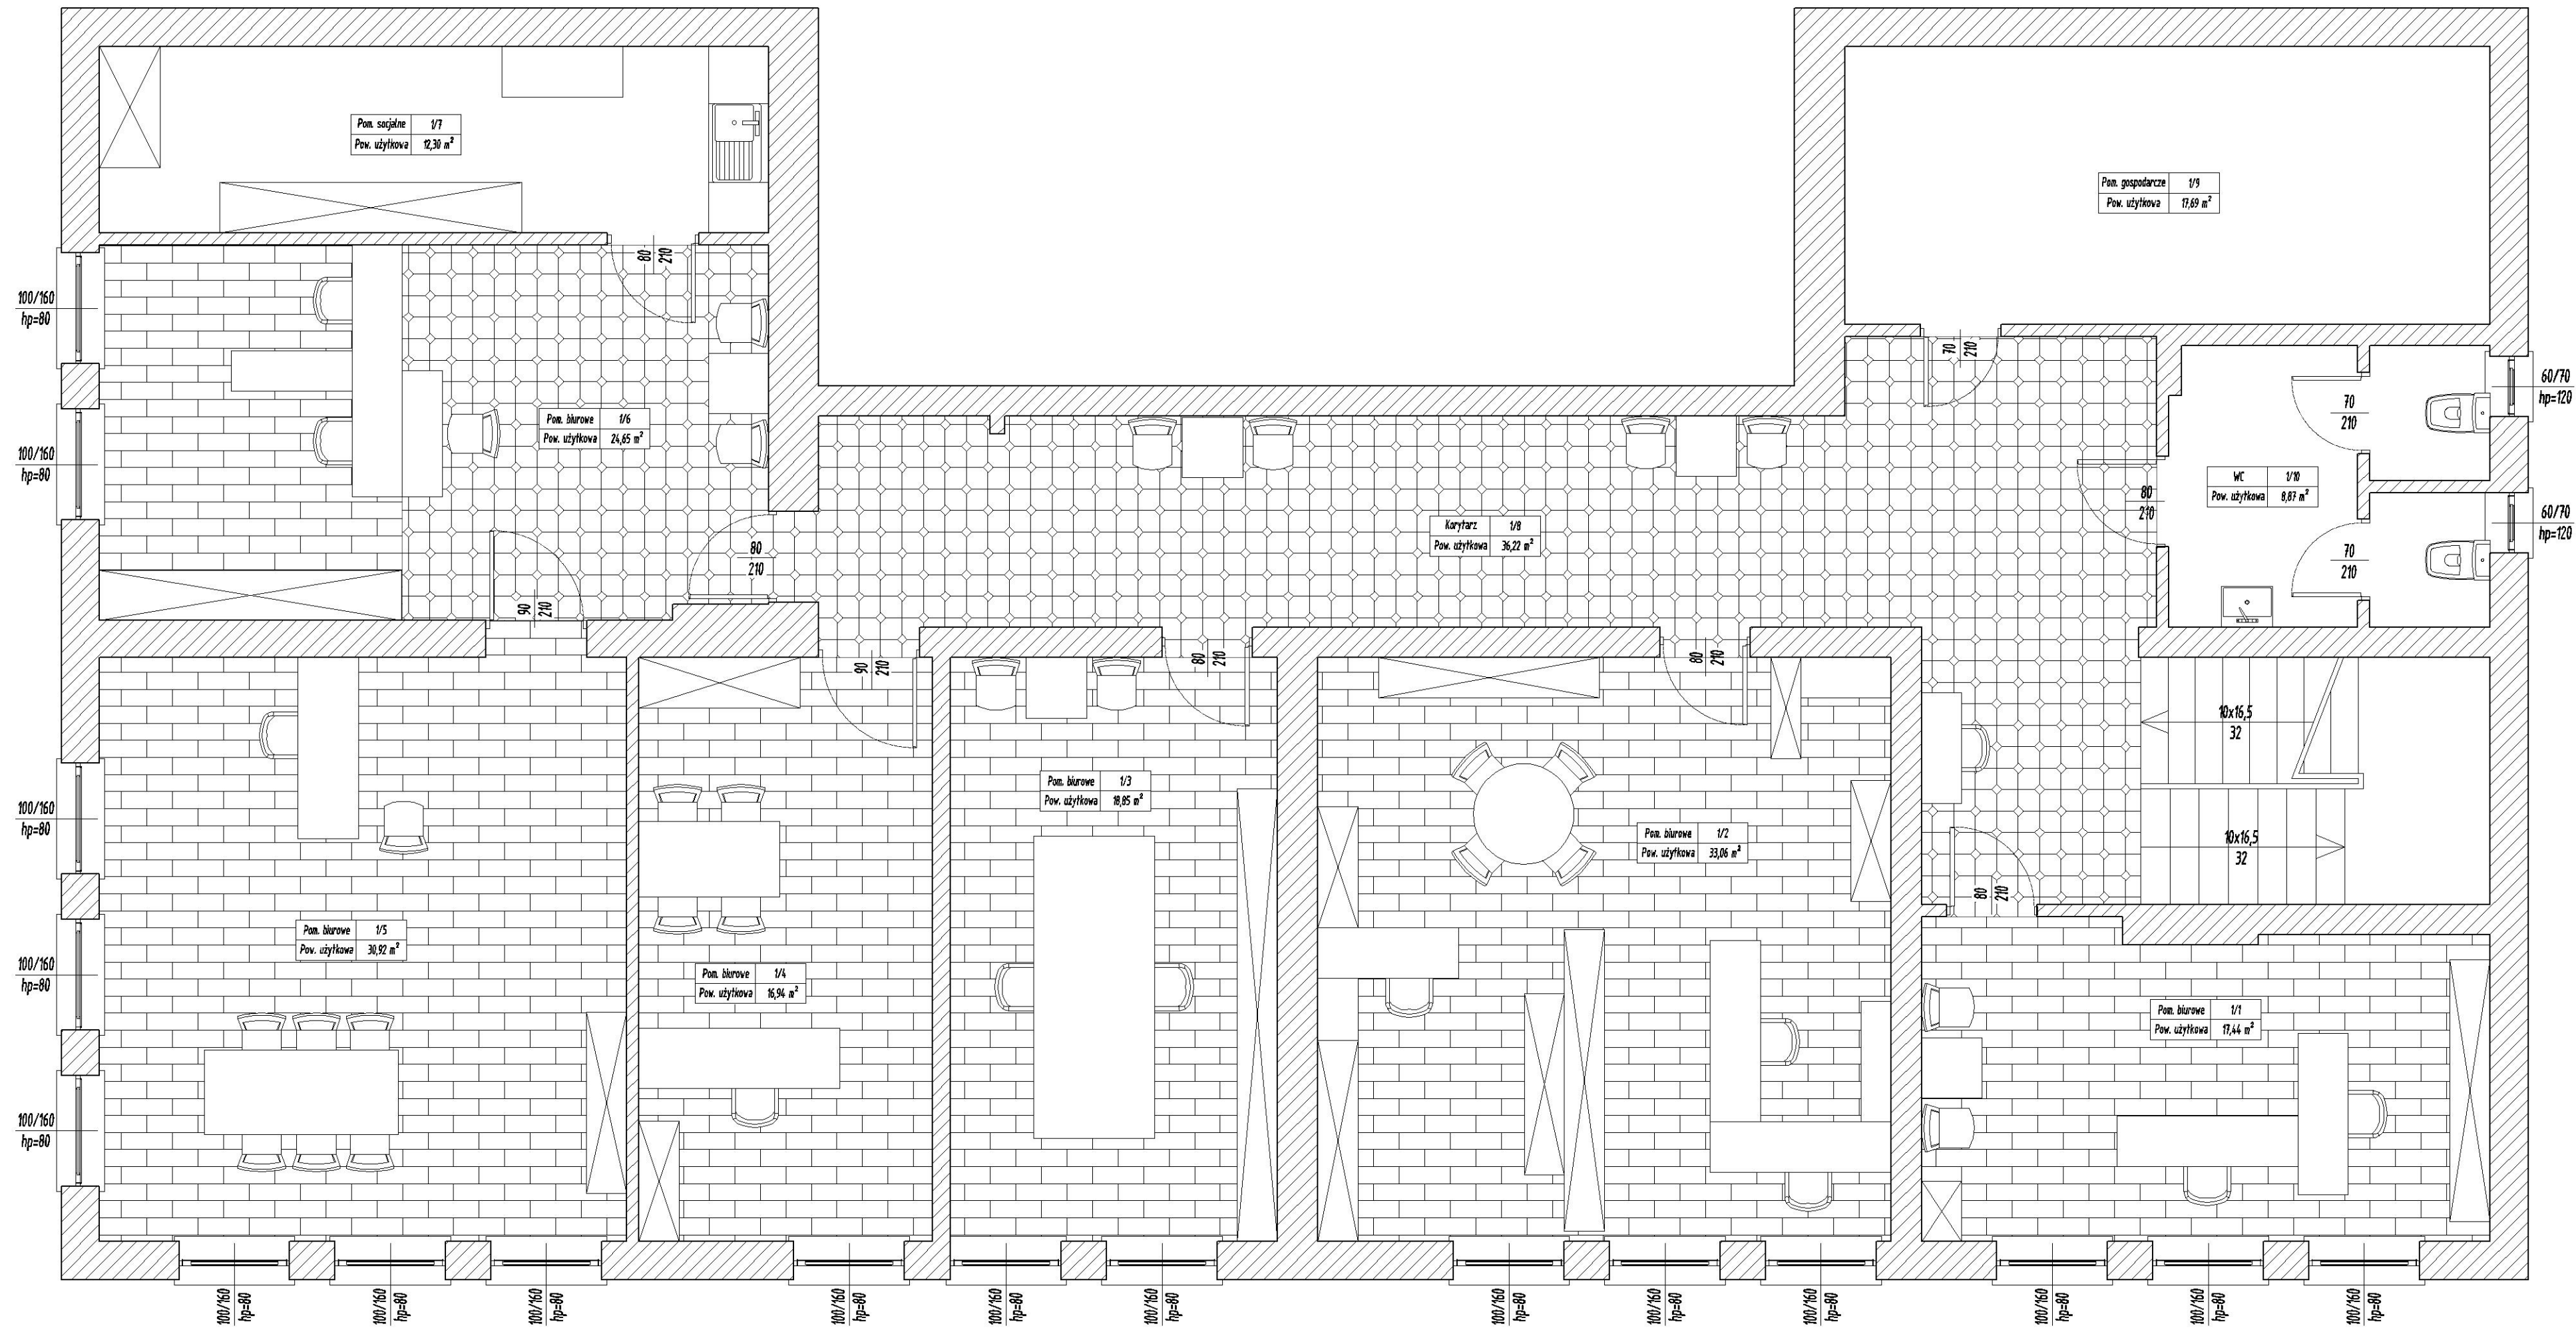 Pom. socjalne 1/7
Pow. użytkowa 12,30 m²
Pom. gospodarcze 1/9
Pow. użytkowa 17,69 m²
80
210
100/160
hp=80
70
210
60/70
hp=120
70
210
Pom. biurowe 1/6
Pow. użytkowa 24,65 m²
100/160
hp=80
WC 1/10
Pow. użytkowa 8,87 m²
80
210
60/70
hp=120
Korytarz 1/8
Pow. użytkowa 36,22 m²
80
210
70
210
90
210
90
210
80
210
80
210
10x16,5
32
Pom. biurowe 1/3
Pow. użytkowa 18,85 m²
100/160
hp=80
Pom. biurowe 1/2
Pow. użytkowa 33,06 m²
10x16,5
32
80
210
Pom. biurowe 1/5
Pow. użytkowa 30,92 m²
100/160
hp=80
Pom. biurowe 1/4
Pow. użytkowa 16,94 m²
Pom. biurowe 1/1
Pow. użytkowa 17,44 m²
100/160
hp=80
100/160
hp=80
100/160
hp=80
100/160
hp=80
100/160
hp=80
100/160
hp=80
100/160
hp=80
100/160
hp=80
100/160
hp=80
100/160
hp=80
100/160
hp=80
100/160
hp=80
100/160
hp=80